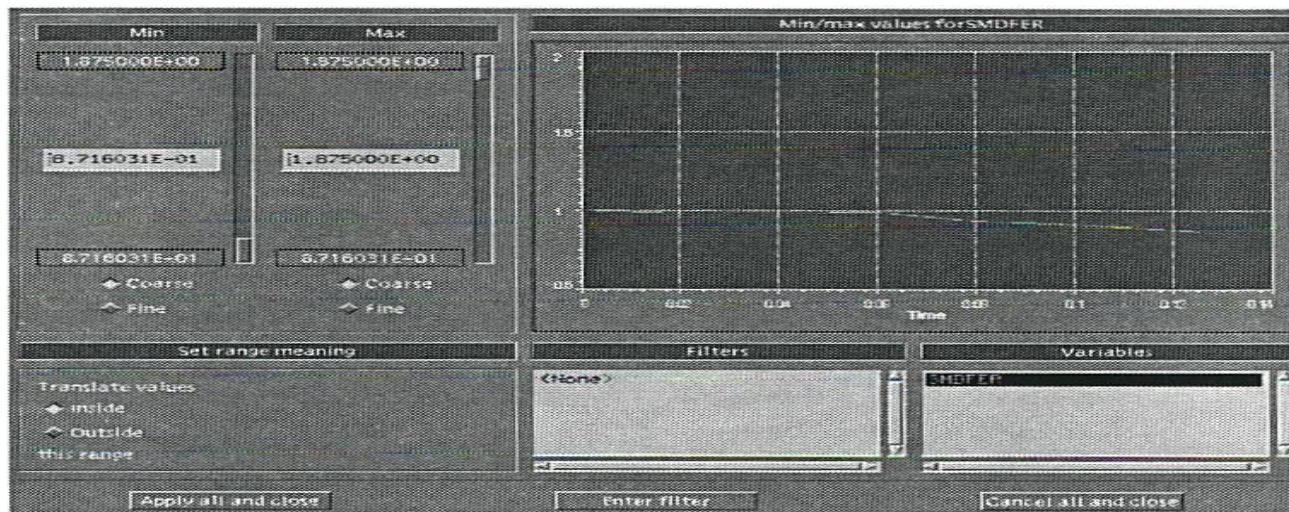 Min
Max
Min/max values forSMDFER
1.875000E+00
1.875000E+00
8.716031E-01
1.875000E+00
8.716031E-01
8.716031E-01
Coarse
Coarse
Fine
Fine
2
1.5
1
0.5
0 0.02 0.04 0.06 0.08 0.1 0.12 0.14
Time
Set range meaning
Translate values
Inside
Outside
this range
Filters
<None>
Variables
SMDFER
Apply all and close
Enter filter
Cancel all and close